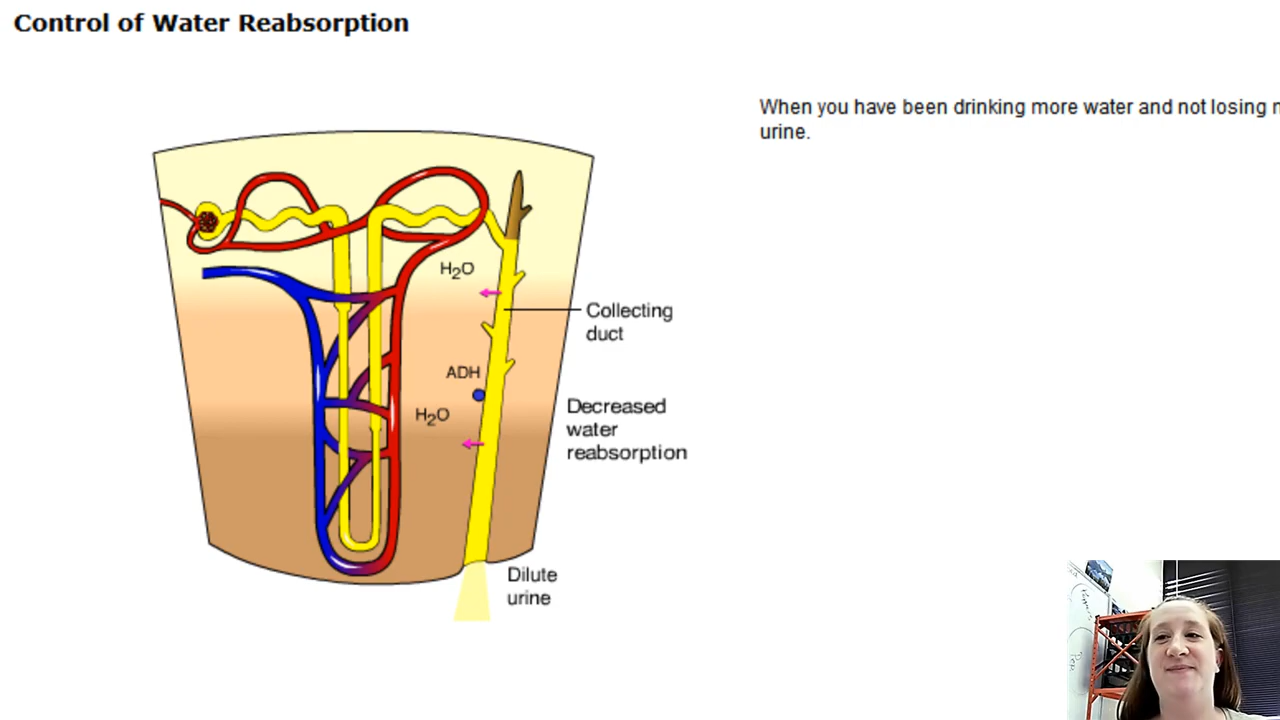 Control of Water Reabsorption
When you have been drinking more water and not losing
urine.
H₂O
Collecting
duct
ADH
H₂O
Decreased
water
reabsorption
Dilute
urine